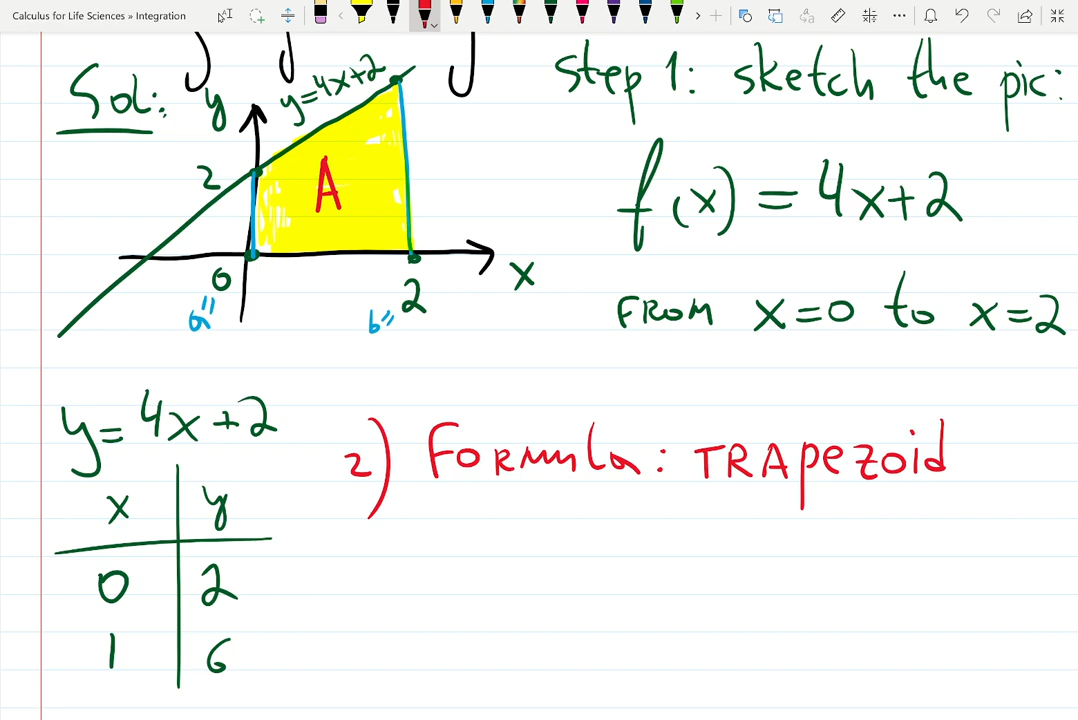 Calculus for Life Sciences » Integration
Sol:
y
y=4x+2
2
A
0
2
x
a"
b"
Step 1: sketch the pic:
f(x) = 4x+2
FROM x=0 to x=2
y=4x+2
x y
0 2
1 6
2) Formula: TRApezoid